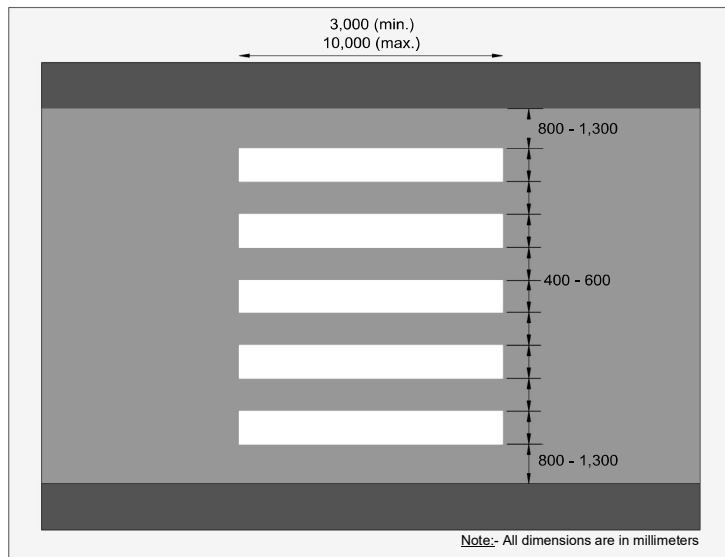 3,000 (min.)
10,000 (max.)
800 - 1,300
400 - 600
800 - 1,300
Note:- All dimensions are in millimeters